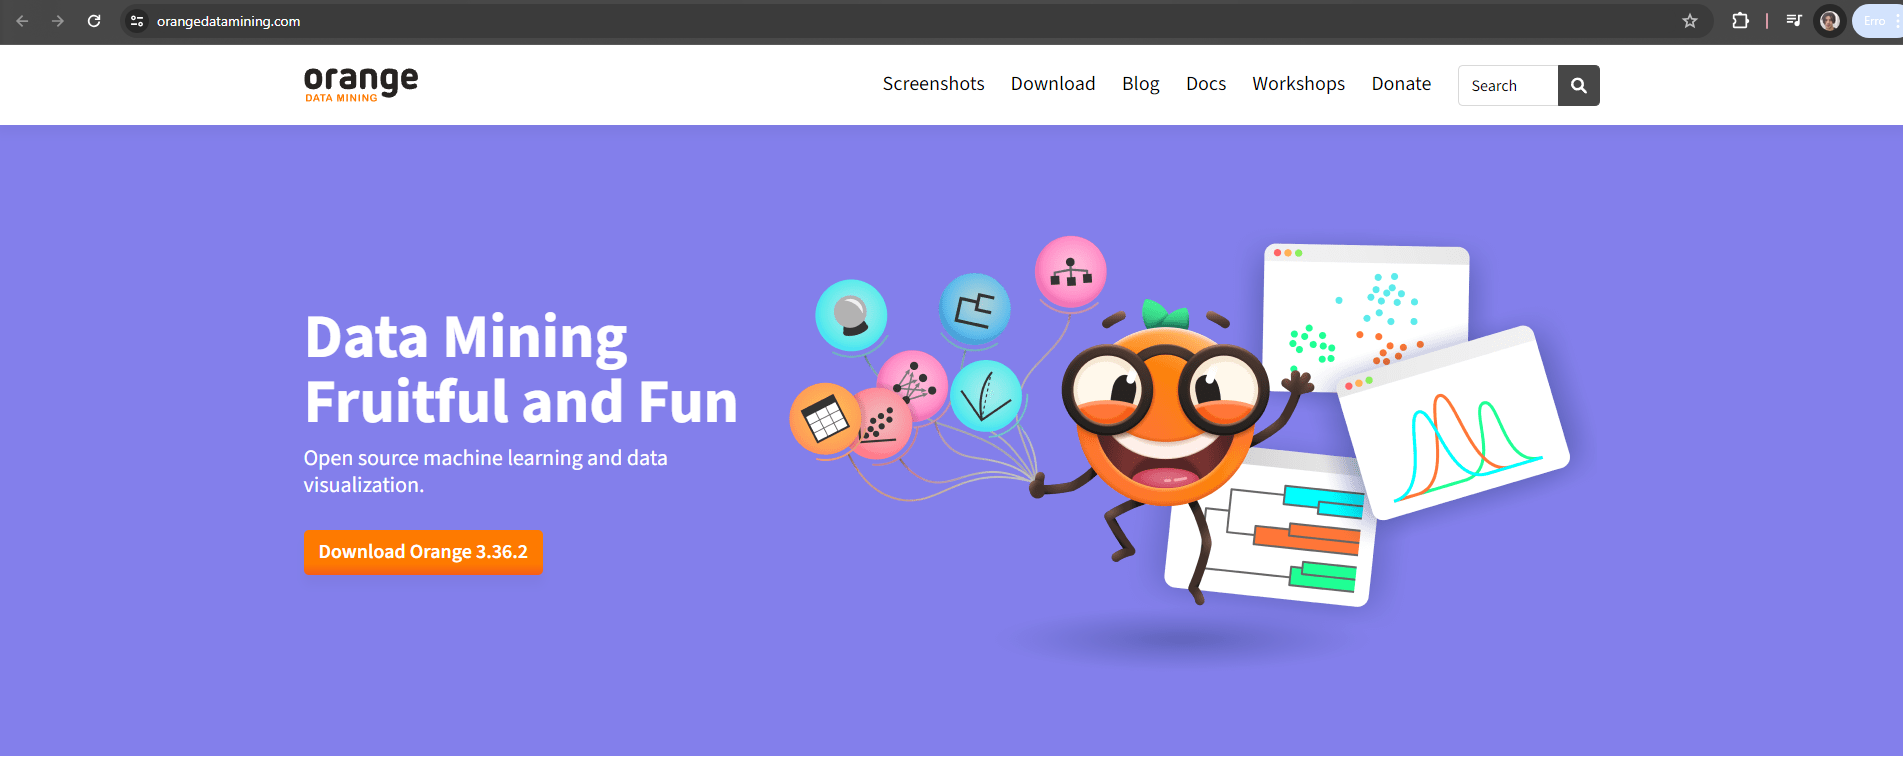 orangedatamining.com
Erro
orange
DATA MINING
Screenshots Download Blog Docs Workshops Donate Search
Data Mining
Fruitful and Fun
Open source machine learning and data
visualization.
Download Orange 3.36.2